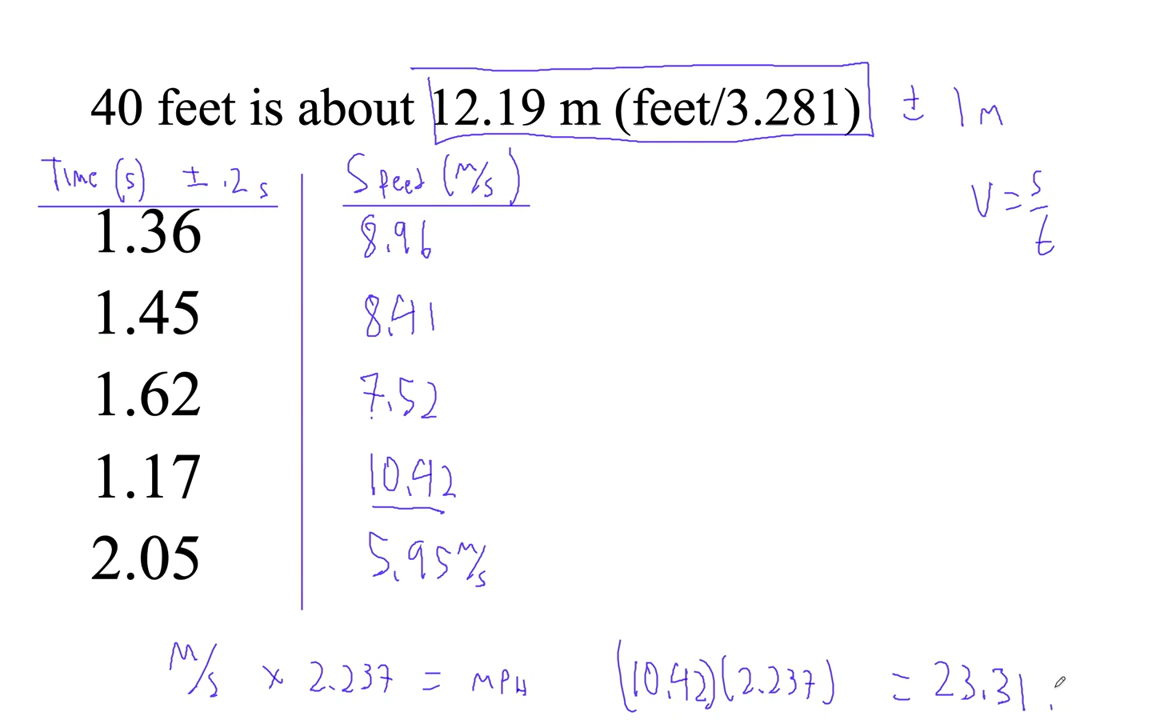 40 feet is about 12.19 m (feet/3.281) ± 1 m
Time (s) ± .2 s Speed (m/s)
V = s/t
1.36 8.96
1.45 8.41
1.62 7.52
1.17 10.42
2.05 5.95 m/s
m/s × 2.237 = MPH (10.42)(2.237) = 23.31